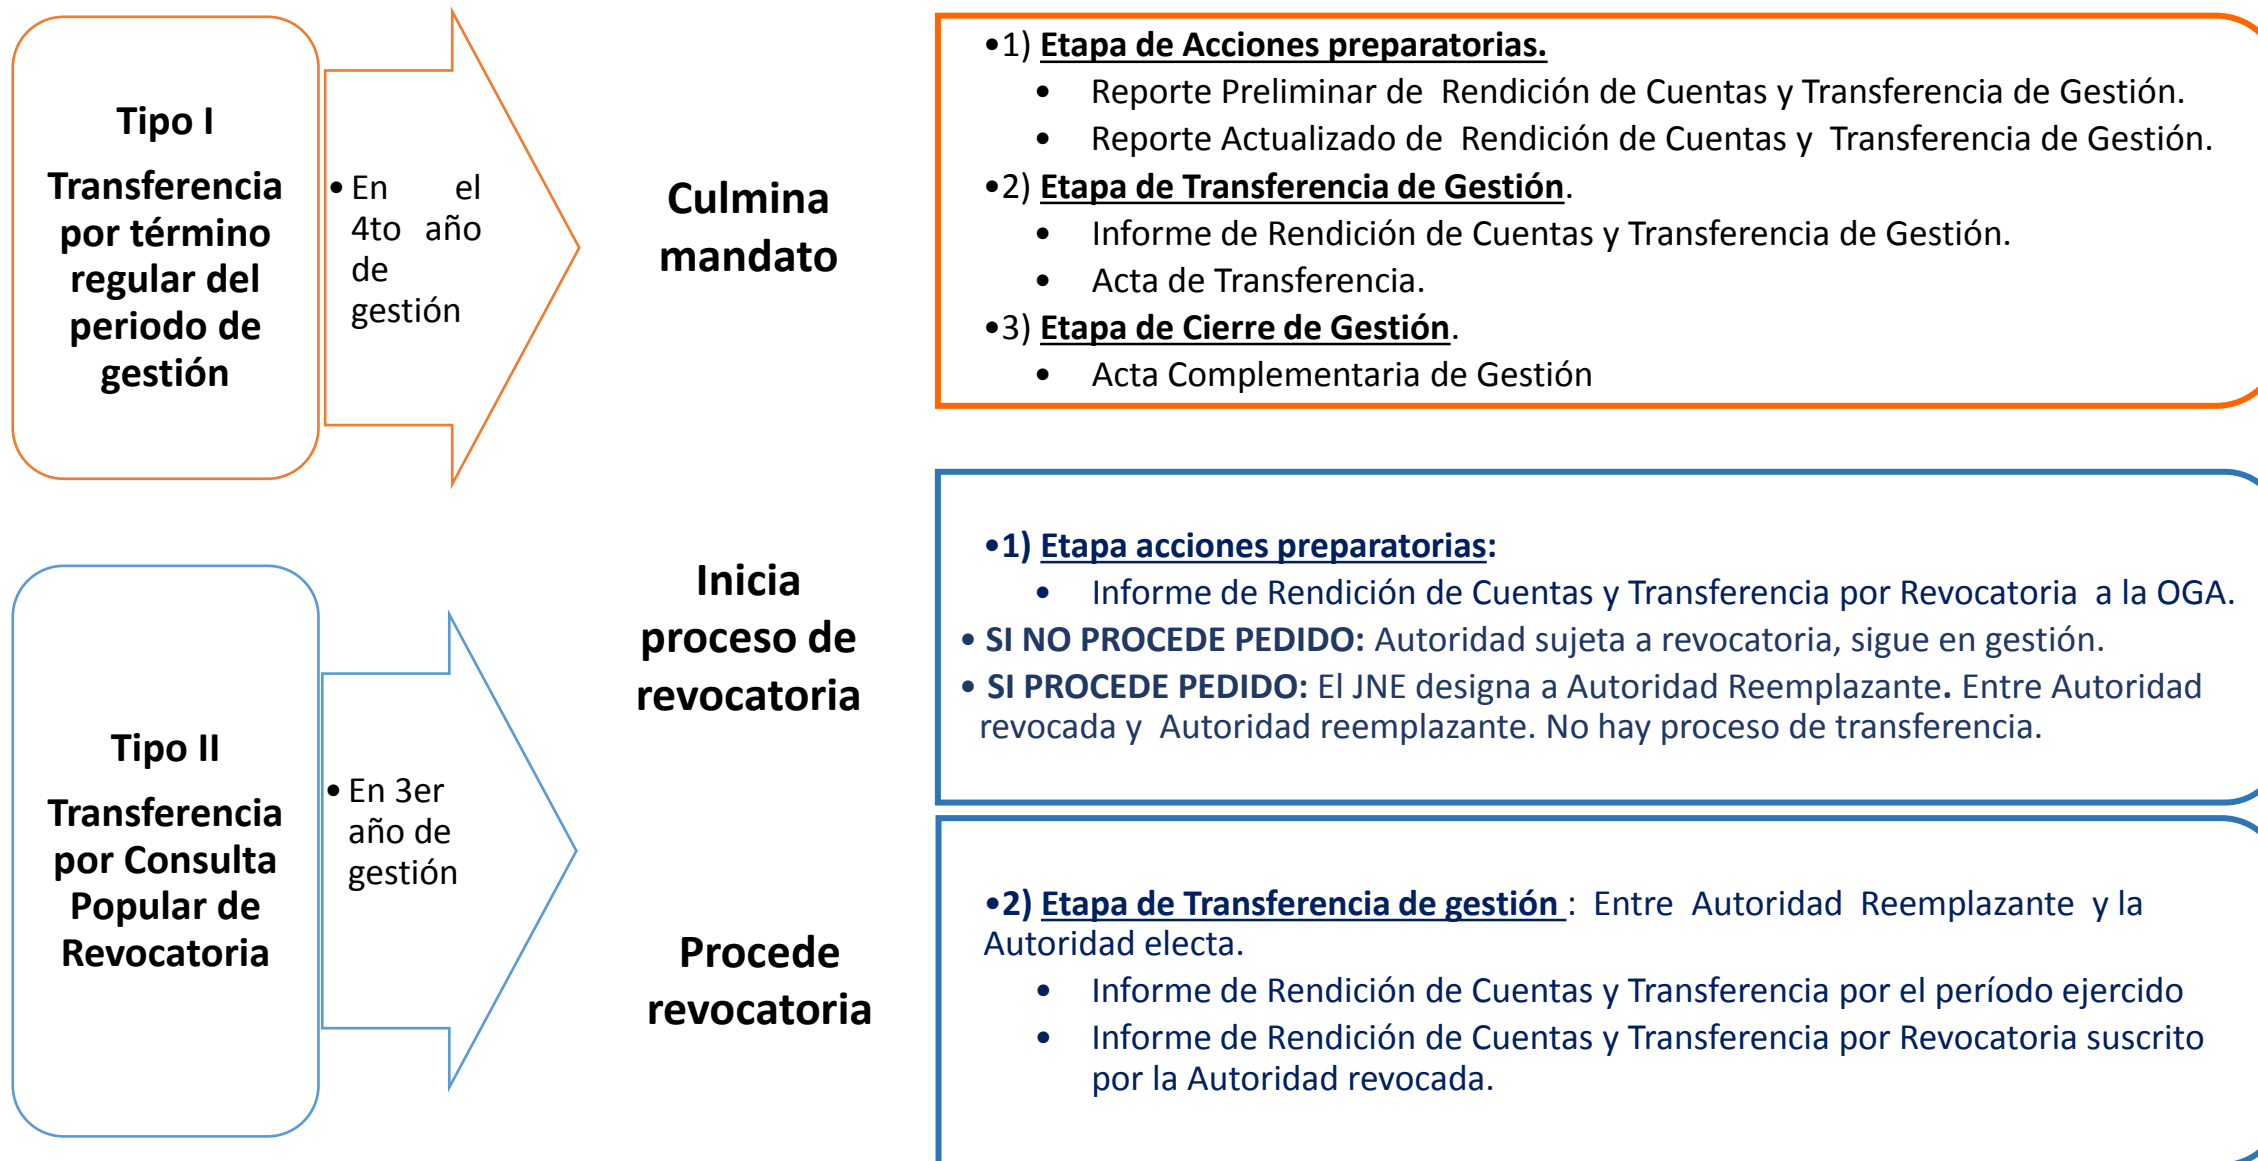 Tipo I
Transferencia
por término
regular del
periodo de
gestión
• En el
4to año
de
gestión
Culmina
mandato
•1) Etapa de Acciones preparatorias.
• Reporte Preliminar de Rendición de Cuentas y Transferencia de Gestión.
• Reporte Actualizado de Rendición de Cuentas y Transferencia de Gestión.
•2) Etapa de Transferencia de Gestión.
• Informe de Rendición de Cuentas y Transferencia de Gestión.
• Acta de Transferencia.
•3) Etapa de Cierre de Gestión.
• Acta Complementaria de Gestión
Tipo II
Transferencia
por Consulta
Popular de
Revocatoria
• En 3er
año de
gestión
Inicia
proceso de
revocatoria
•1) Etapa acciones preparatorias:
• Informe de Rendición de Cuentas y Transferencia por Revocatoria a la OGA.
• SI NO PROCEDE PEDIDO: Autoridad sujeta a revocatoria, sigue en gestión.
• SI PROCEDE PEDIDO: El JNE designa a Autoridad Reemplazante. Entre Autoridad
revocada y Autoridad reemplazante. No hay proceso de transferencia.
Procede
revocatoria
•2) Etapa de Transferencia de gestión : Entre Autoridad Reemplazante y la
Autoridad electa.
• Informe de Rendición de Cuentas y Transferencia por el período ejercido
• Informe de Rendición de Cuentas y Transferencia por Revocatoria suscrito
por la Autoridad revocada.